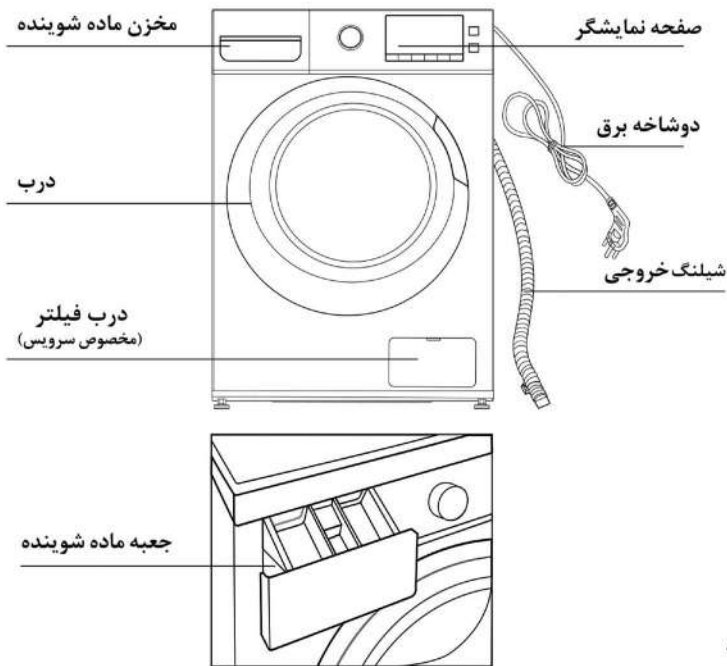 مخزن ماده شوینده
صفحه نمایشگر
دوشاخه برق
درب
شیلنگ خروجی
درب فیلتر
(مخصوص سرویس)
جعبه ماده شوینده